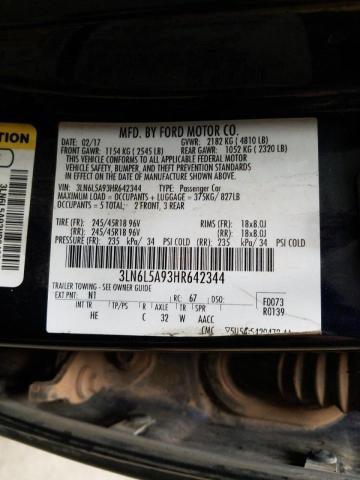 MFD. BY FORD MOTOR CO.
DATE: 02/17 GVWR: 2182 KG ( 4810 LB)
FRONT GAWR: 1154 KG (2545 LB) REAR GAWR: 1052 KG (2320 LB)
THIS VEHICLE CONFORMS TO ALL APPLICABLE FEDERAL MOTOR VEHICLE SAFETY, BUMPER, AND THEFT PREVENTION STANDARDS IN EFFECT ON THE DATE OF MANUFACTURE SHOWN ABOVE.
VIN: 3LN6L5A93HR642344 TYPE: Passenger Car
MAXIMUM LOAD = OCCUPANTS + LUGGAGE = 375KG/ 827LB
OCCUPANTS = 5 TOTAL: 2 FRONT, 3 REAR
TIRE (FR): 245/45R18 96V RIMS (FR): 18x8.0J
(RR): 245/45R18 96V (RR): 18x8.0J
PRESSURE (FR): 235 kPa/ 34 PSI COLD (RR): 235 kPa/ 34 PSI COLD
3LN6L5A93HR642344
TRAILER TOWING - SEE OWNER GUIDE
EXT PNT: N1 RC: 67 DSO: F0073
INT TR TP/PS R AXLE TR SPR R0139
HE C 32 W AACC